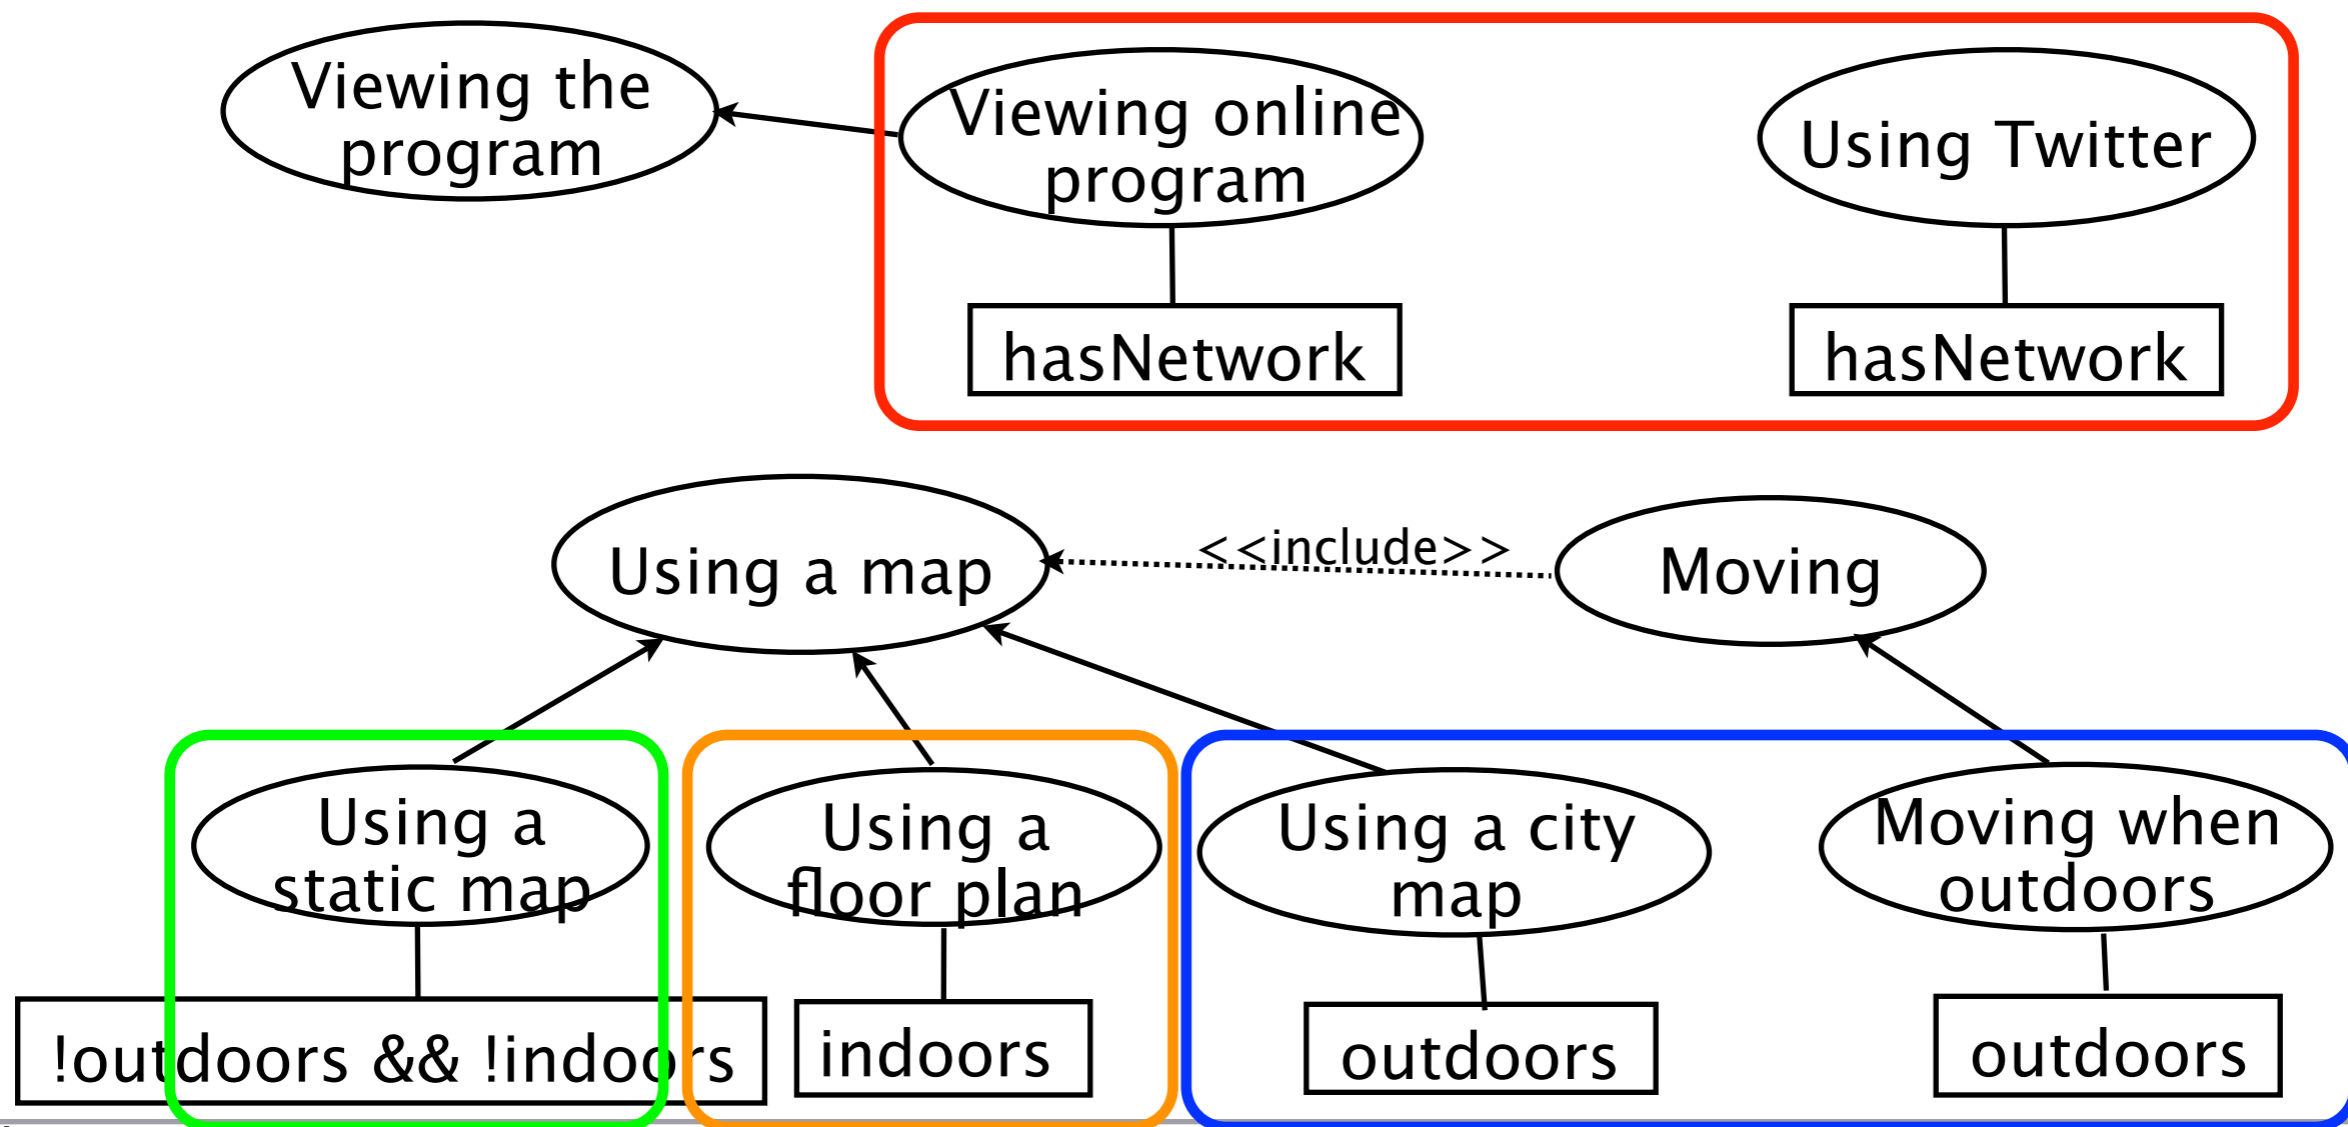 Viewing the
program
Viewing online
program
Using Twitter
hasNetwork
hasNetwork
Using a map
<<include>>
Moving
Using a
static map
Using a
floor plan
Using a city
map
Moving when
outdoors
!outdoors && !indoors
indoors
outdoors
outdoors